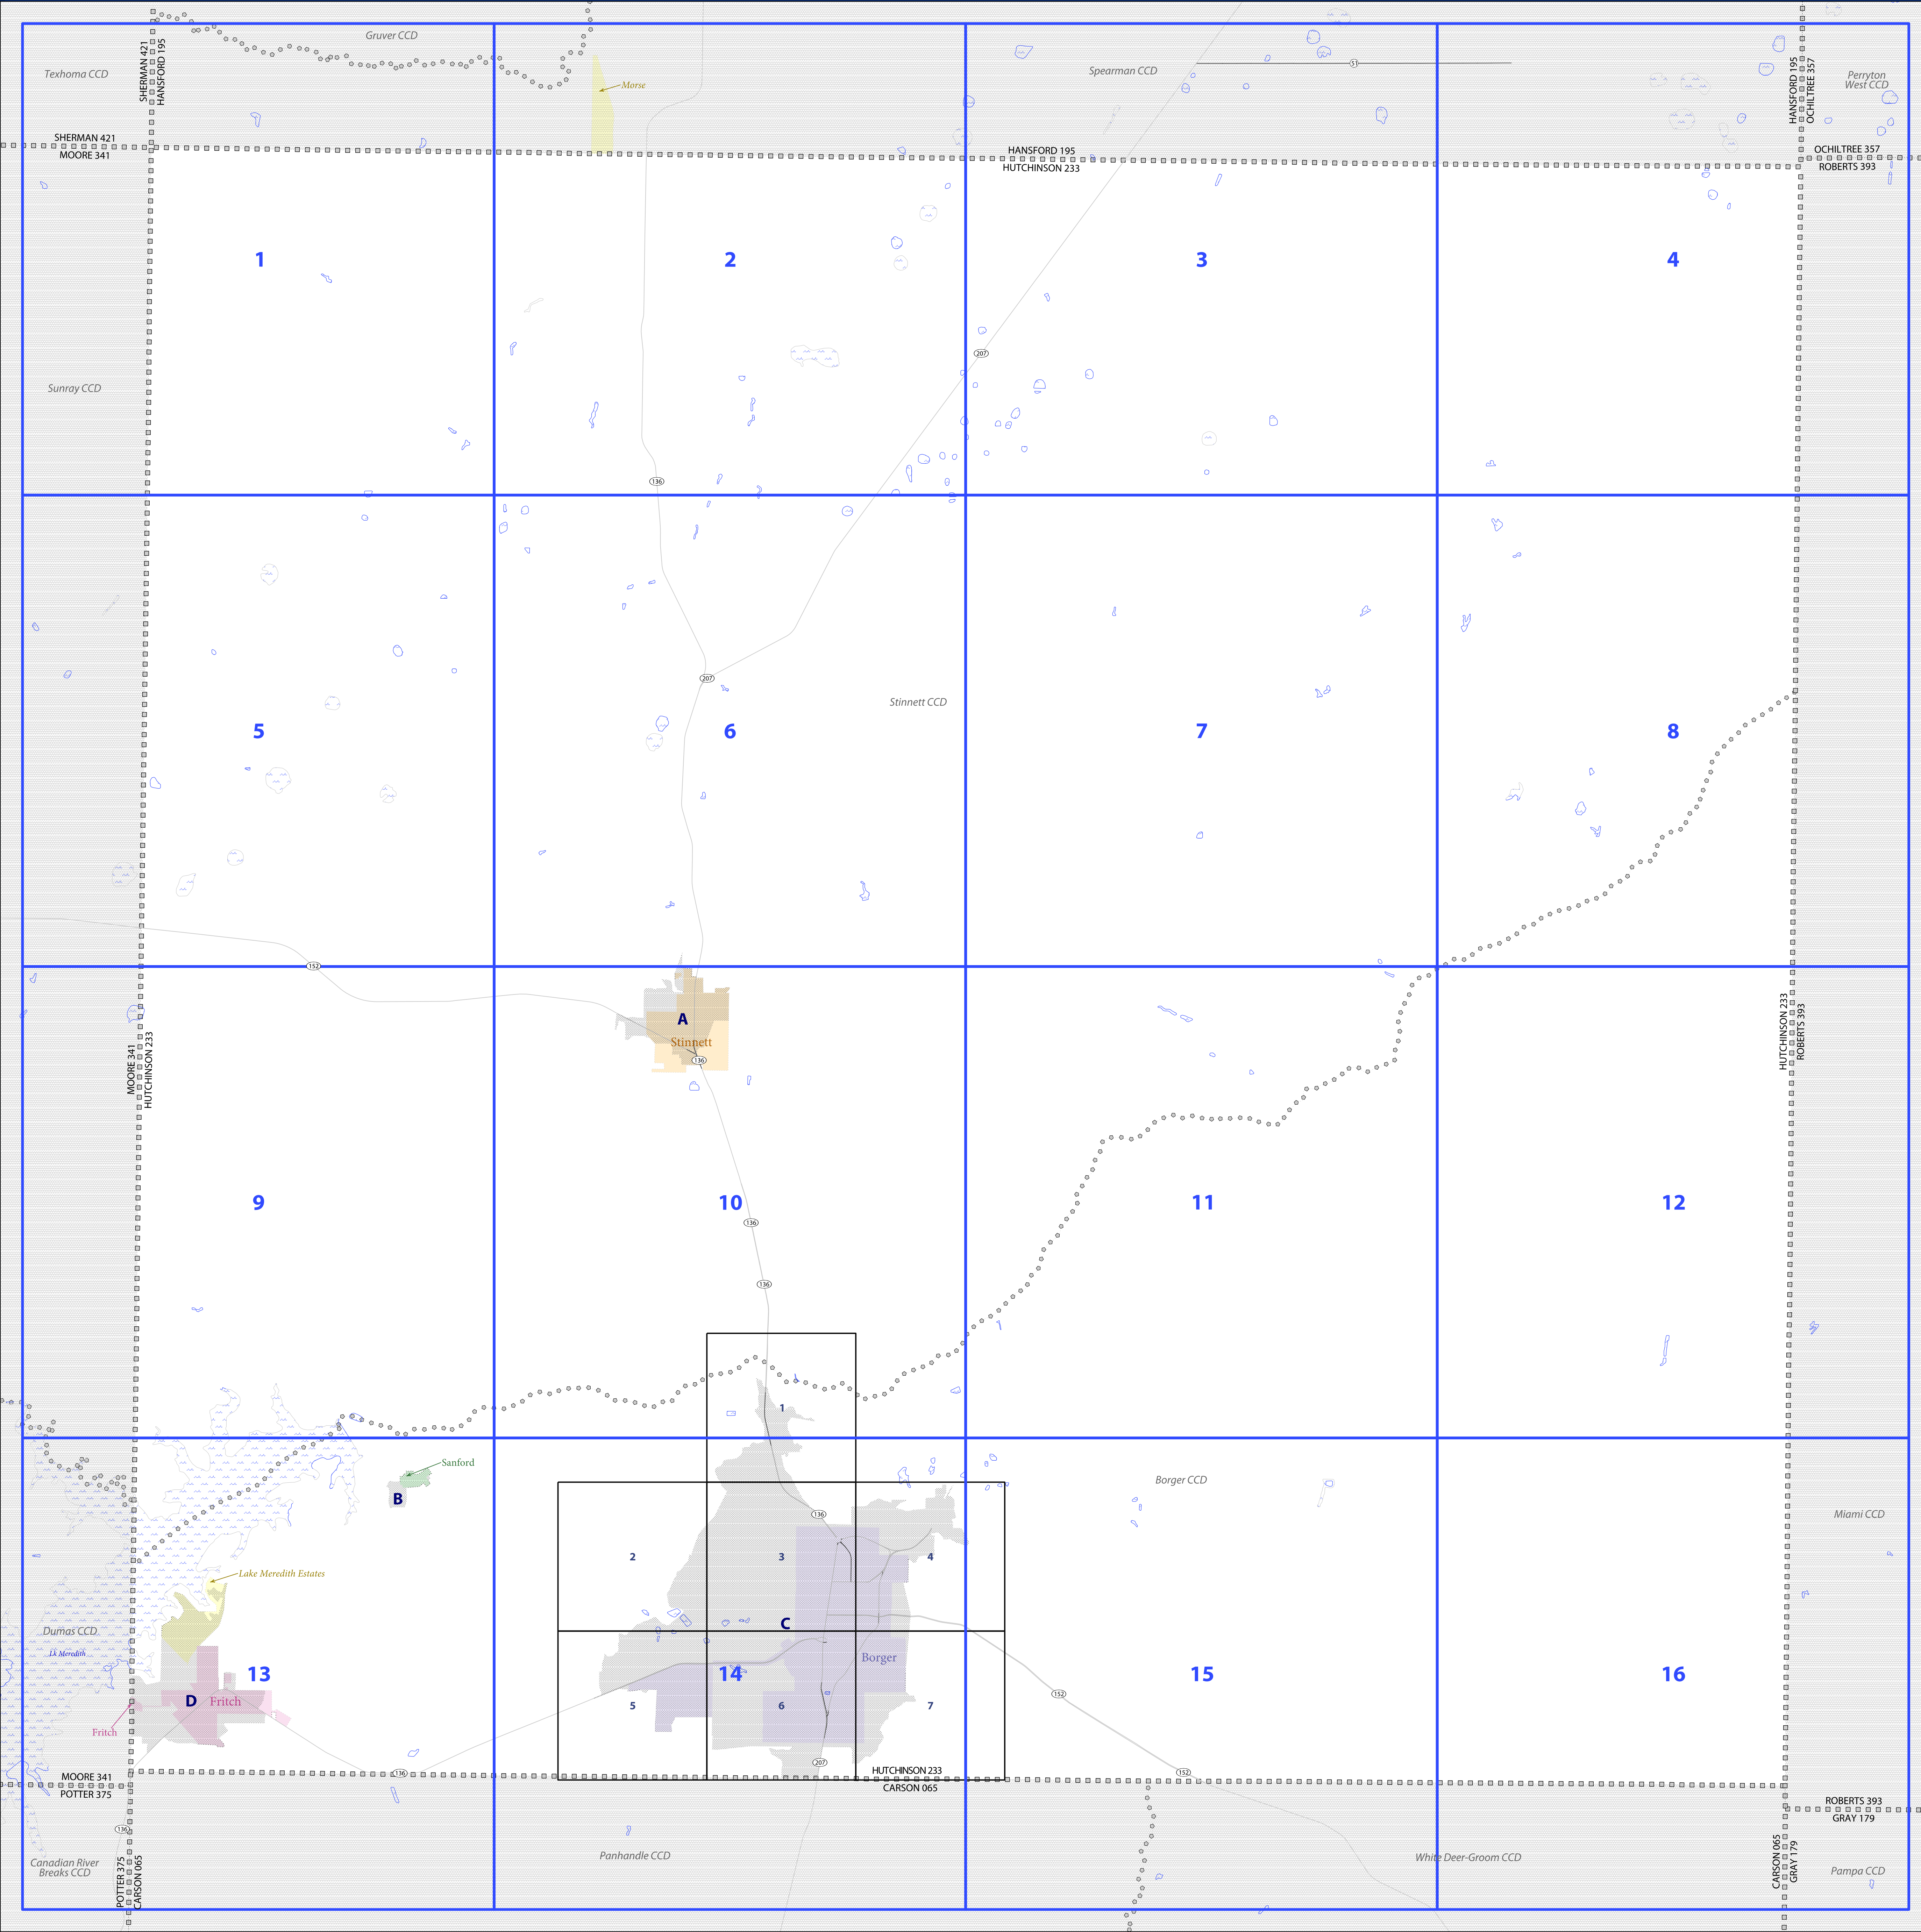 Gruver CCD
Texhoma CCD
SHERMAN 421
HANSFORD 195
Morse
Spearman CCD
51
HANSFORD 195
OCHILTREE 357
Perryton
West CCD
SHERMAN 421
MOORE 341
HANSFORD 195
HUTCHINSON 233
OCHILTREE 357
ROBERTS 393
1
2
3
4
207
Sunray CCD
136
207
Stinnett CCD
5
6
7
8
152
A
Stinnett
136
MOORE 341
HUTCHINSON 233
HUTCHINSON 233
ROBERTS 393
9
10
11
12
136
136
1
Sanford
B
Borger CCD
136
Miami CCD
2
3
4
Lake Meredith Estates
C
Dumas CCD
Lk Meredith
Borger
13
14
15
16
D
Fritch
152
5
6
7
Fritch
207
136
HUTCHINSON 233
CARSON 065
152
MOORE 341
POTTER 375
ROBERTS 393
GRAY 179
136
Canadian River
Breaks CCD
POTTER 375
CARSON 065
Panhandle CCD
White Deer-Groom CCD
CARSON 065
GRAY 179
Pampa CCD